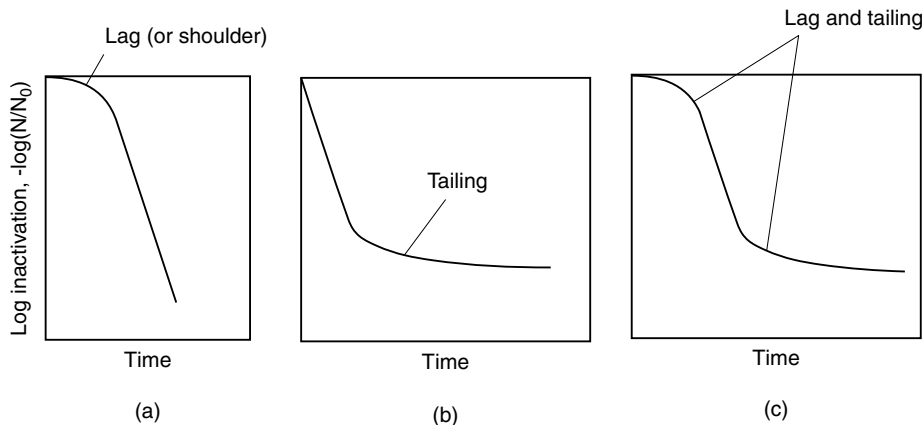 Lag (or shoulder)
Lag and tailing
Log inactivation, -log(N/N₀)
Tailing
Time
Time
Time
(a)
(b)
(c)